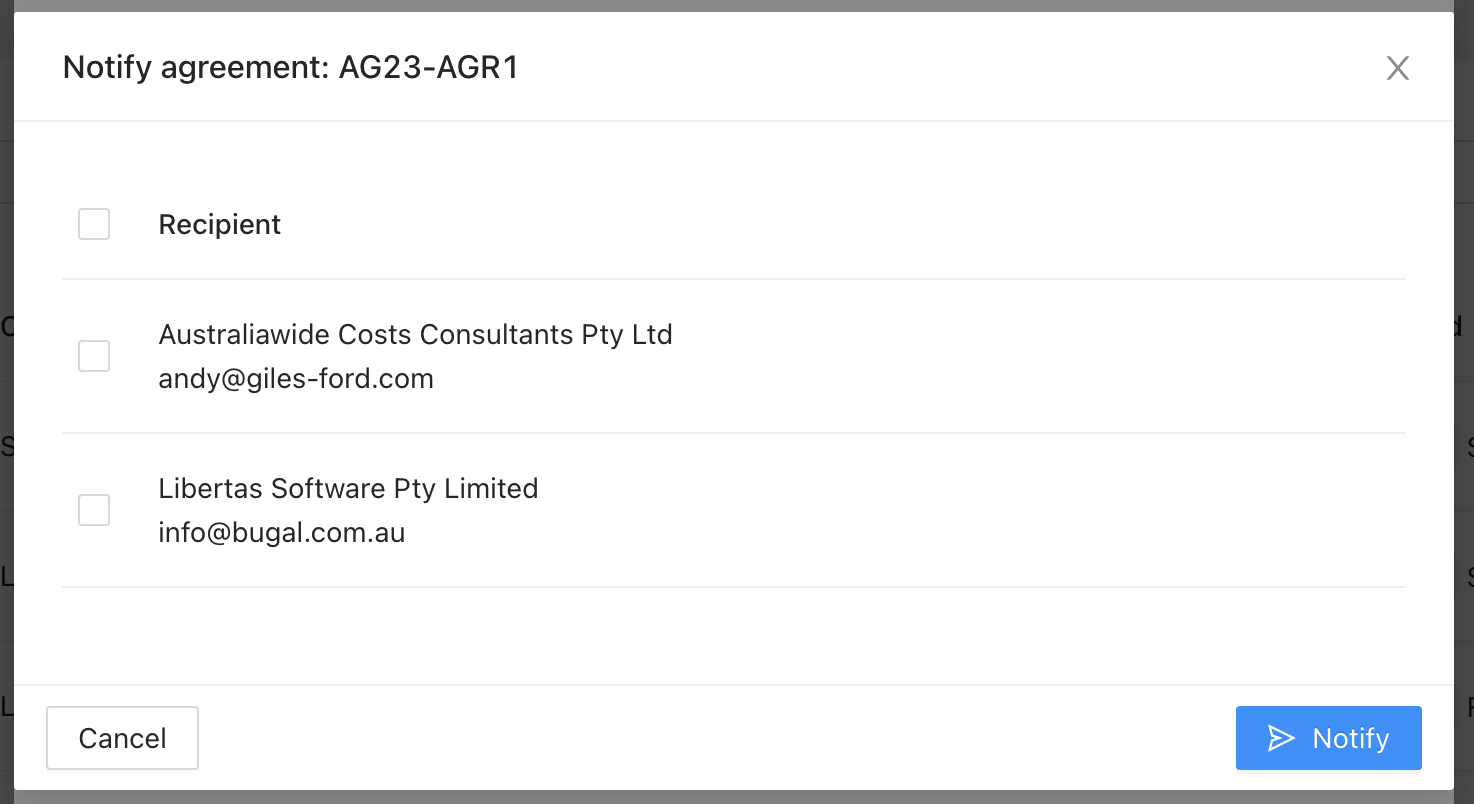 Notify agreement: AG23-AGR1
Recipient
Australiawide Costs Consultants Pty Ltd
andy@giles-ford.com
Libertas Software Pty Limited
info@bugal.com.au
Cancel
Notify